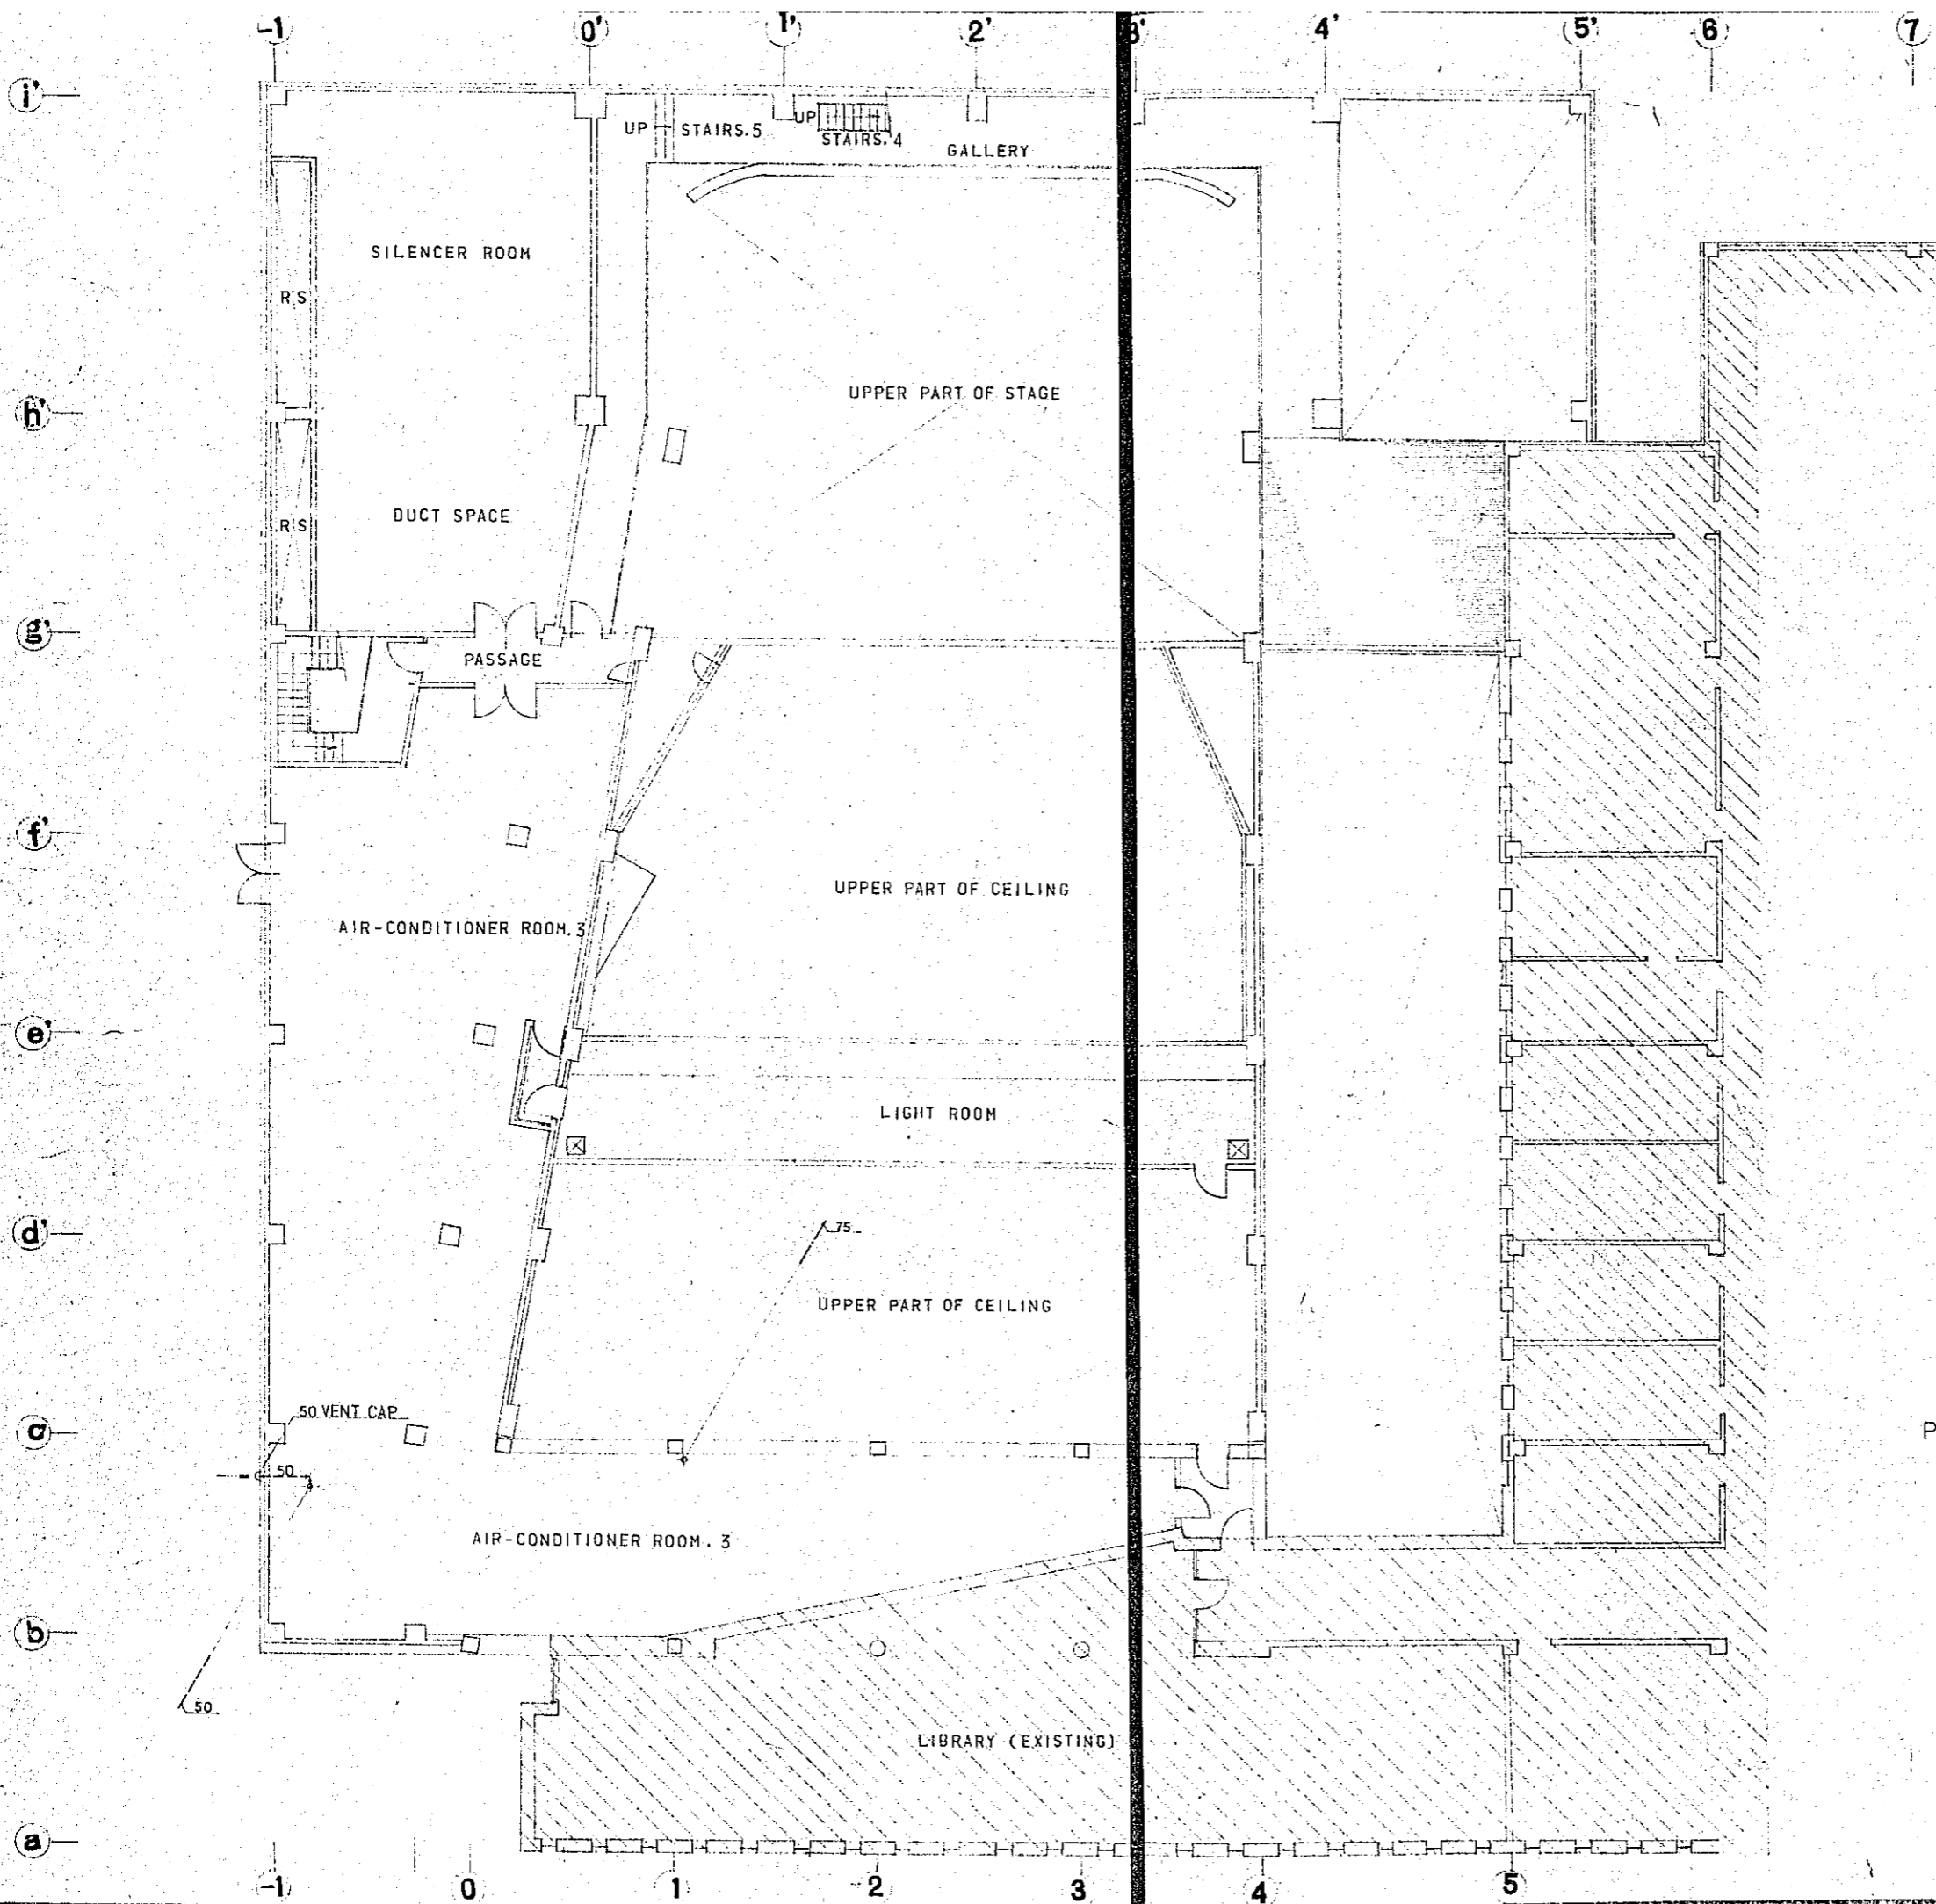 -1 0' 1' 2' 3' 4' 5' 6 7
i'
UP STAIRS.5 UP
STAIRS.4
GALLERY
SILENCER ROOM
R'S
UPPER PART OF STAGE
h'
DUCT SPACE
R'S
g'
PASSAGE
f'
UPPER PART OF CEILING
AIR-CONDITIONER ROOM.3
e'
LIGHT ROOM
d'
75
UPPER PART OF CEILING
50 VENT CAP
c'
P
50
AIR-CONDITIONER ROOM.3
b
50
LIBRARY (EXISTING)
a
-1 0 1 2 3 4 5